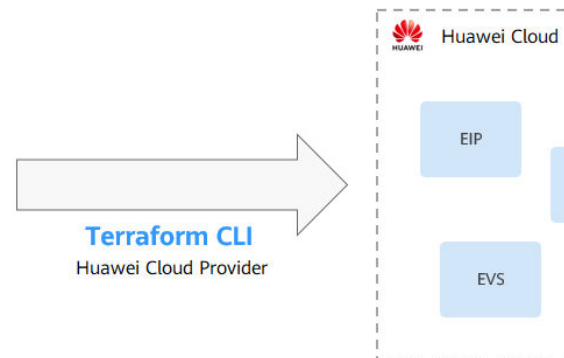 HUAWEI
Huawei Cloud
EIP
Terraform CLI
Huawei Cloud Provider
EVS